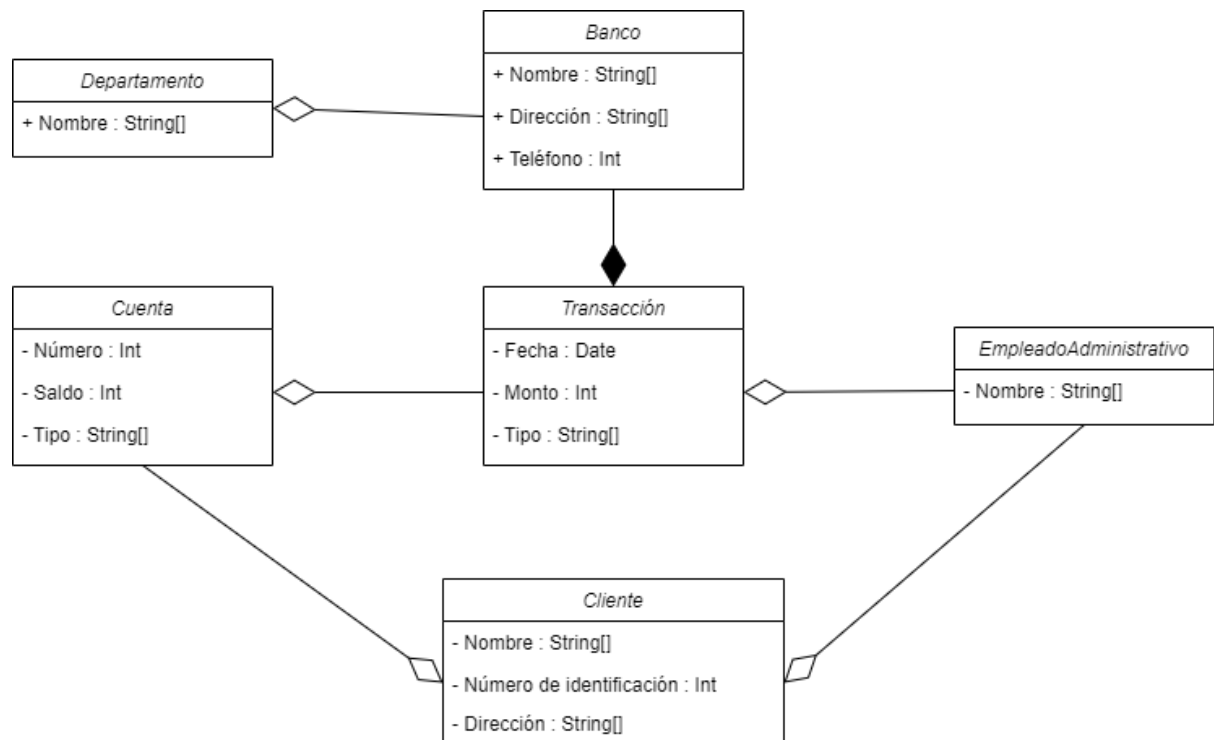 Banco
+ Nombre : String[]
+ Dirección : String[]
+ Teléfono : Int
Departamento
+ Nombre : String[]
Cuenta
- Número : Int
- Saldo : Int
- Tipo : String[]
Transacción
- Fecha : Date
- Monto : Int
- Tipo : String[]
EmpleadoAdministrativo
- Nombre : String[]
Cliente
- Nombre : String[]
- Número de identificación : Int
- Dirección : String[]